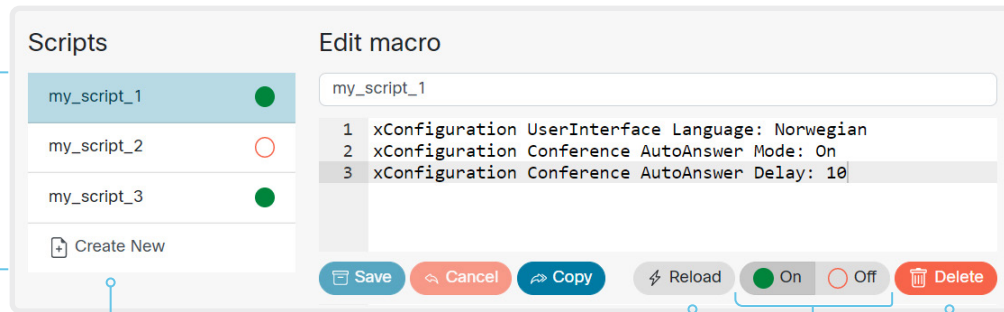 Scripts
my_script_1
my_script_2
my_script_3
Create New
Edit macro
my_script_1
1 xConfiguration UserInterface Language: Norwegian
2 xConfiguration Conference AutoAnswer Mode: On
3 xConfiguration Conference AutoAnswer Delay: 10
Save Cancel Copy Reload On Off Delete